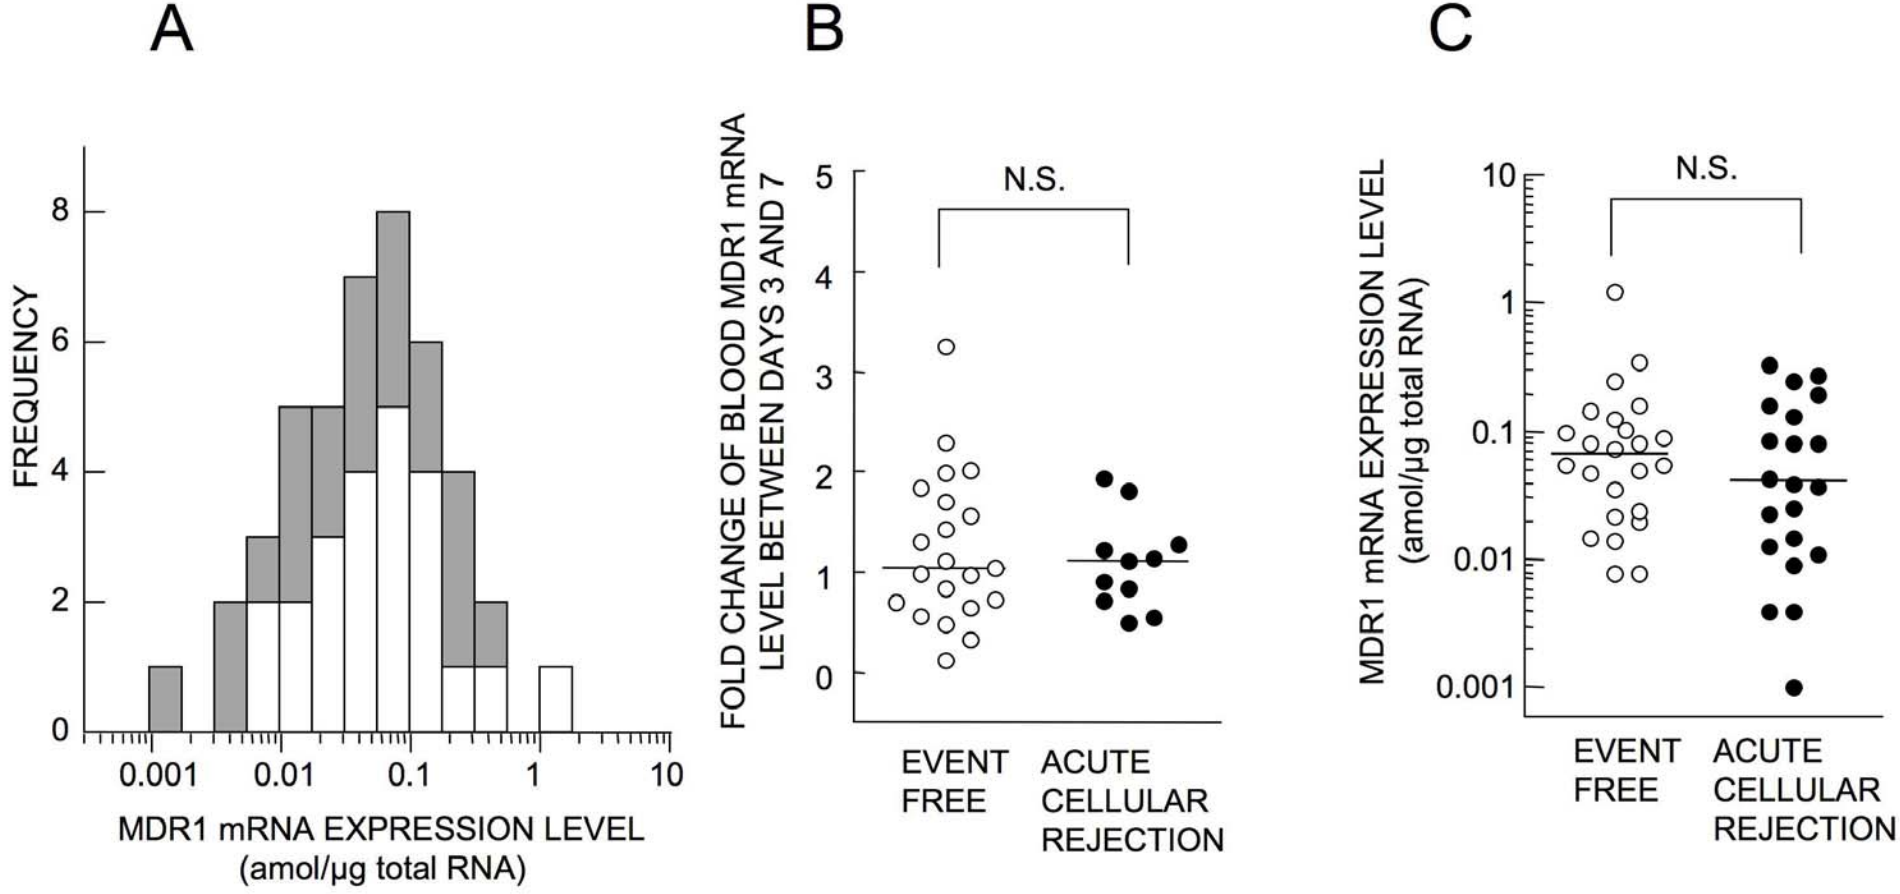 A
FREQUENCY
8
6
4
2
0
0.001 0.01 0.1 1 10
MDR1 mRNA EXPRESSION LEVEL
(amol/µg total RNA)
B
FOLD CHANGE OF BLOOD MDR1 mRNA
LEVEL BETWEEN DAYS 3 AND 7
5
4
3
2
1
0
N.S.
EVENT
FREE
ACUTE
CELLULAR
REJECTION
C
MDR1 mRNA EXPRESSION LEVEL
(amol/µg total RNA)
10
1
0.1
0.01
0.001
N.S.
EVENT
FREE
ACUTE
CELLULAR
REJECTION